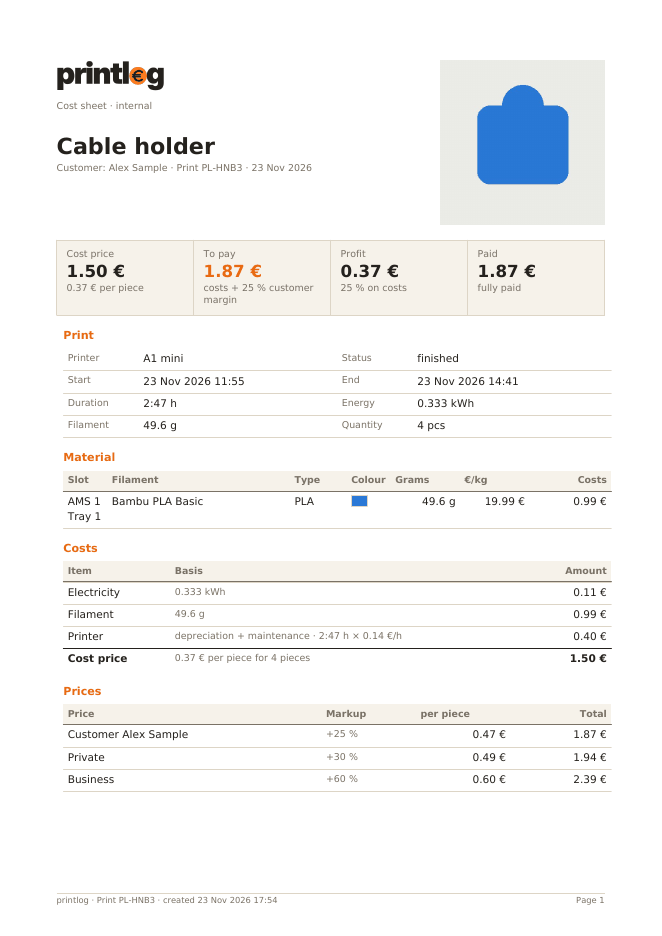 printl€g
Cost sheet · internal
Cable holder
Customer: Alex Sample · Print PL-HNB3 · 23 Nov 2026
Cost price To pay Profit Paid
1.50 € 1.87 € 0.37 € 1.87 €
0.37 € per piece costs + 25 % customer margin 25 % on costs fully paid
Print
Printer A1 mini Status finished
Start 23 Nov 2026 11:55 End 23 Nov 2026 14:41
Duration 2:47 h Energy 0.333 kWh
Filament 49.6 g Quantity 4 pcs
Material
Slot Filament Type Colour Grams €/kg Costs
AMS 1 Bambu PLA Basic PLA 49.6 g 19.99 € 0.99 €
Tray 1
Costs
Item Basis Amount
Electricity 0.333 kWh 0.11 €
Filament 49.6 g 0.99 €
Printer depreciation + maintenance · 2:47 h × 0.14 €/h 0.40 €
Cost price 0.37 € per piece for 4 pieces 1.50 €
Prices
Price Markup per piece Total
Customer Alex Sample +25 % 0.47 € 1.87 €
Private +30 % 0.49 € 1.94 €
Business +60 % 0.60 € 2.39 €
printlog · Print PL-HNB3 · created 23 Nov 2026 17:54 Page 1